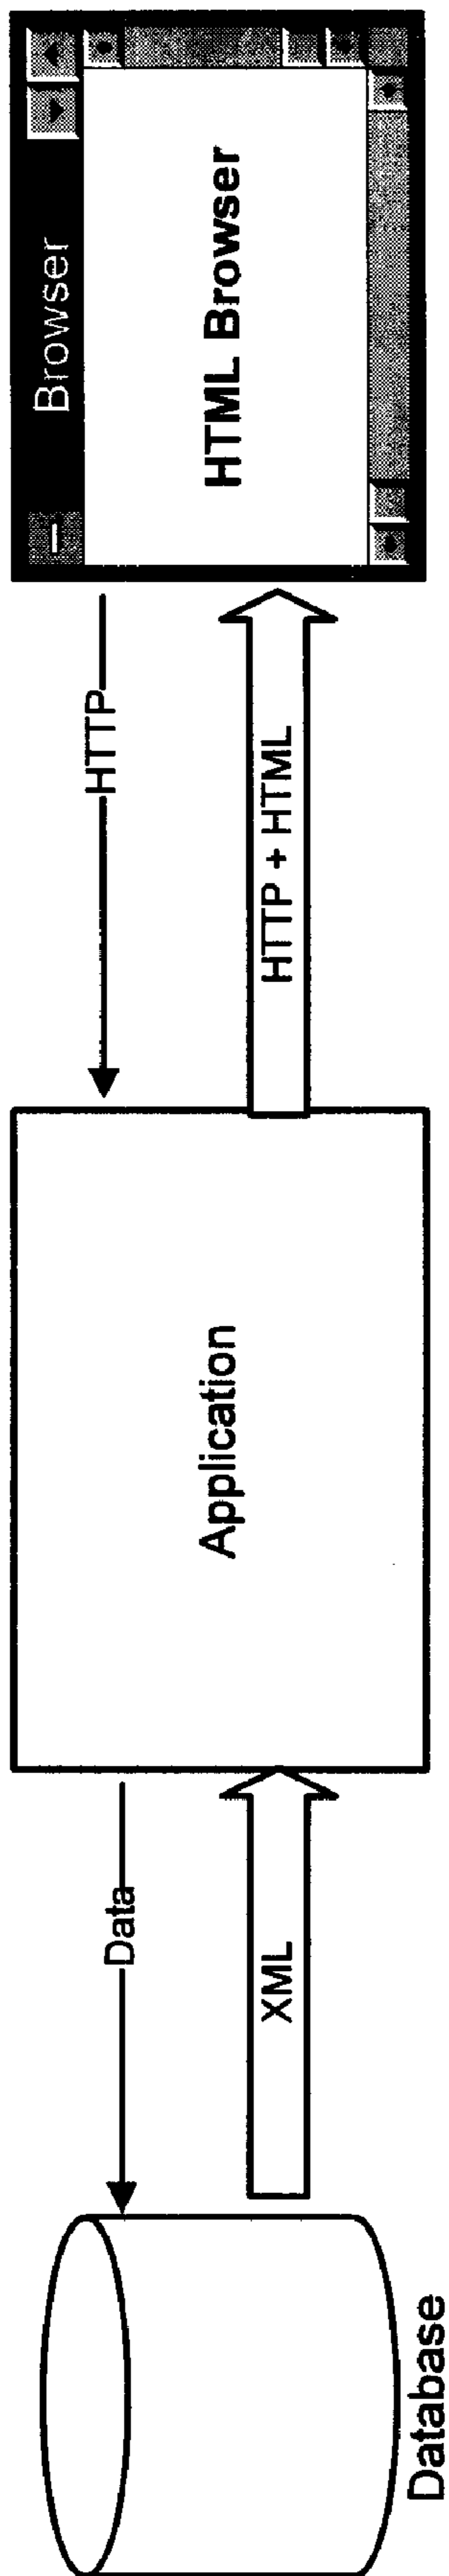 Data
HTTP
Browser
XML
Application
HTTP + HTML
HTML Browser
Database